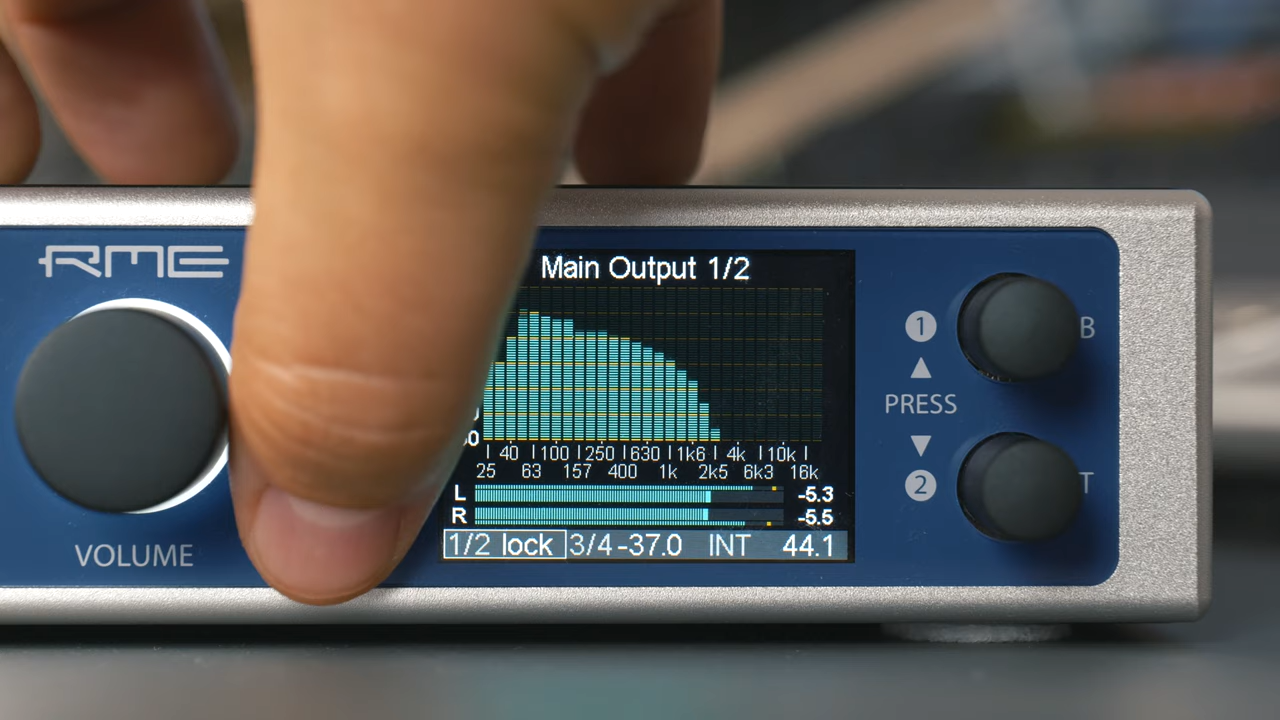 RME
VOLUME
Main Output 1/2
40 100 250 630 1k6 4k 10k
25 63 157 400 1k 2k5 6k3 16k
L -5.3
R -5.5
1/2 lock 3/4 -37.0 INT 44.1
1
B
PRESS
2
T